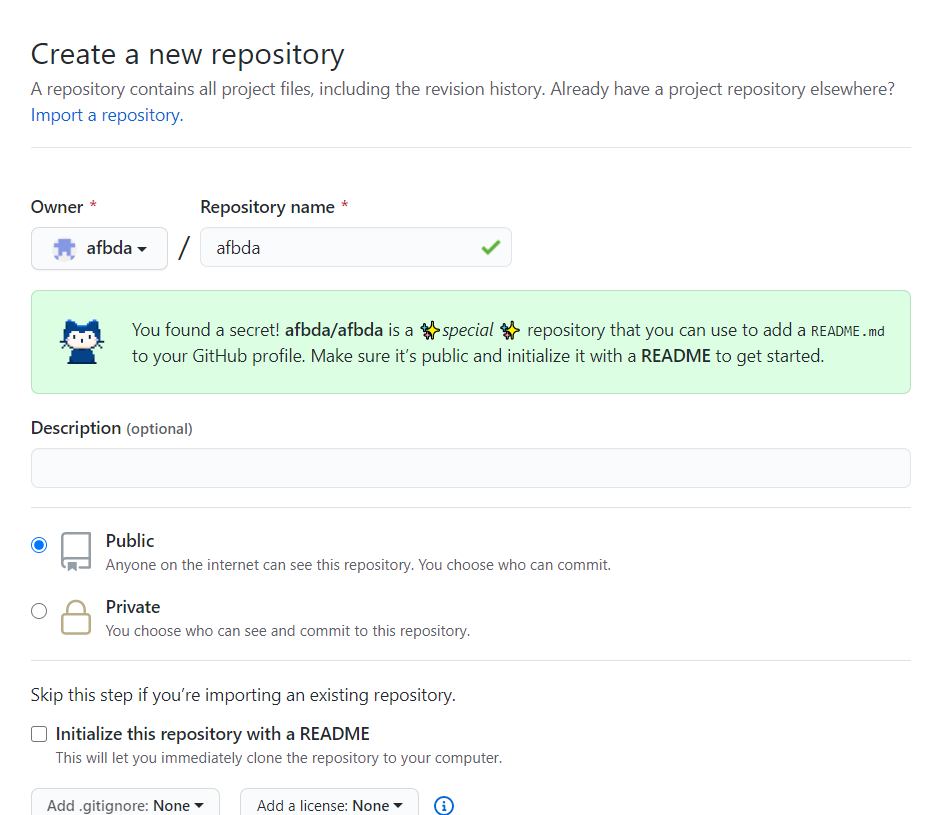 Create a new repository
A repository contains all project files, including the revision history. Already have a project repository elsewhere?
Import a repository.
Owner *
Repository name *
afbda
/
afbda
You found a secret! afbda/afbda is a ✨special ✨ repository that you can use to add a README.md
to your GitHub profile. Make sure it’s public and initialize it with a README to get started.
Description (optional)
Public
Anyone on the internet can see this repository. You choose who can commit.
Private
You choose who can see and commit to this repository.
Skip this step if you’re importing an existing repository.
Initialize this repository with a README
This will let you immediately clone the repository to your computer.
Add .gitignore: None
Add a license: None